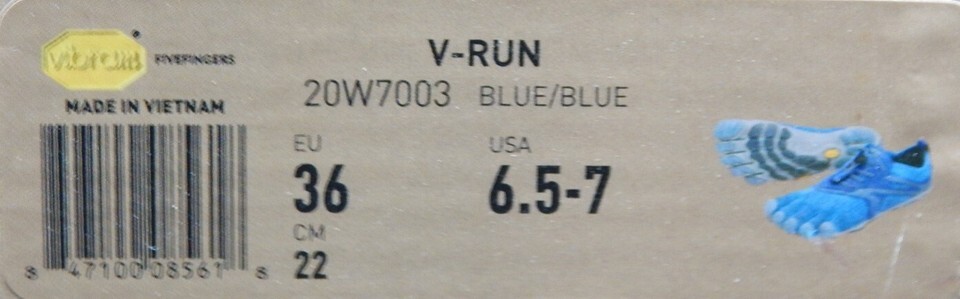 vibram FIVEFINGERS
MADE IN VIETNAM
8 47100 08561 8
V-RUN
20W7003 BLUE/BLUE
EU USA
36 6.5-7
CM
22